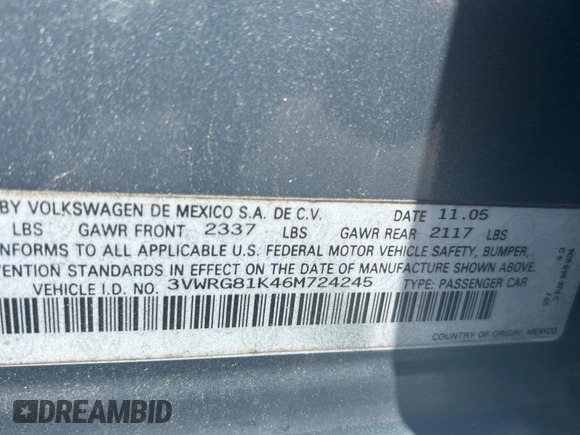 BY VOLKSWAGEN DE MEXICO S.A. DE C.V. DATE 11.05
LBS GAWR FRONT 2337 LBS GAWR REAR 2117 LBS
NFORMS TO ALL APPLICABLE U.S. FEDERAL MOTOR VEHICLE SAFETY, BUMPER,
VENTION STANDARDS IN EFFECT ON THE DATE OF MANUFACTURE SHOWN ABOVE.
VEHICLE I.D. NO. 3VWRG81K46M724245 TYPE: PASSENGER CAR
COUNTRY OF ORIGIN: MEXICO
DREAMBID